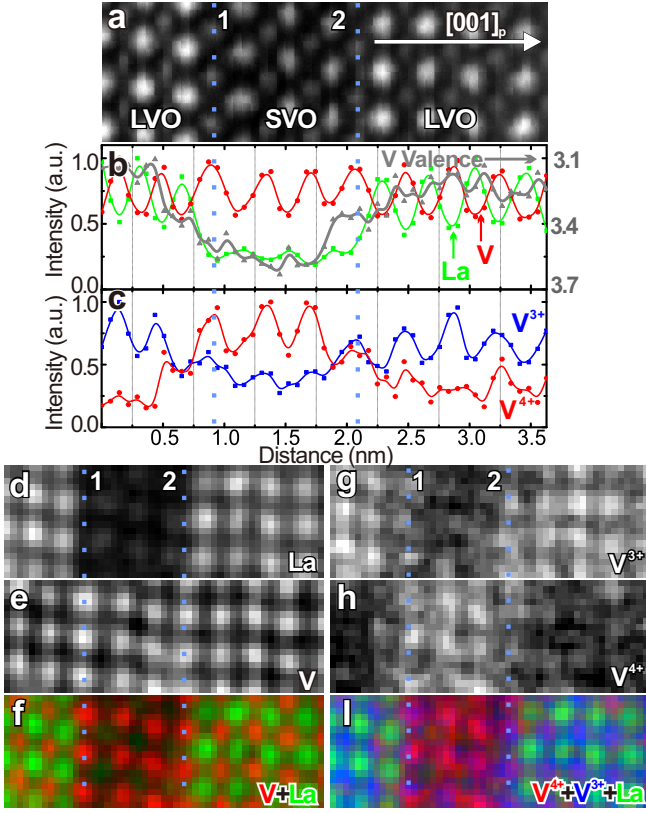 a
1
2
[001]p
LVO
SVO
LVO
b
V Valence
La
V
Intensity (a.u.)
1.0
0.5
0.0
3.1
3.4
3.7
c
V3+
V4+
Intensity (a.u.)
1.0
0.5
0.0
0.5
1.0
1.5
2.0
2.5
3.0
3.5
Distance (nm)
d
1
2
La
g
1
2
V3+
e
V
h
V4+
f
V+La
I
V4++V3++La